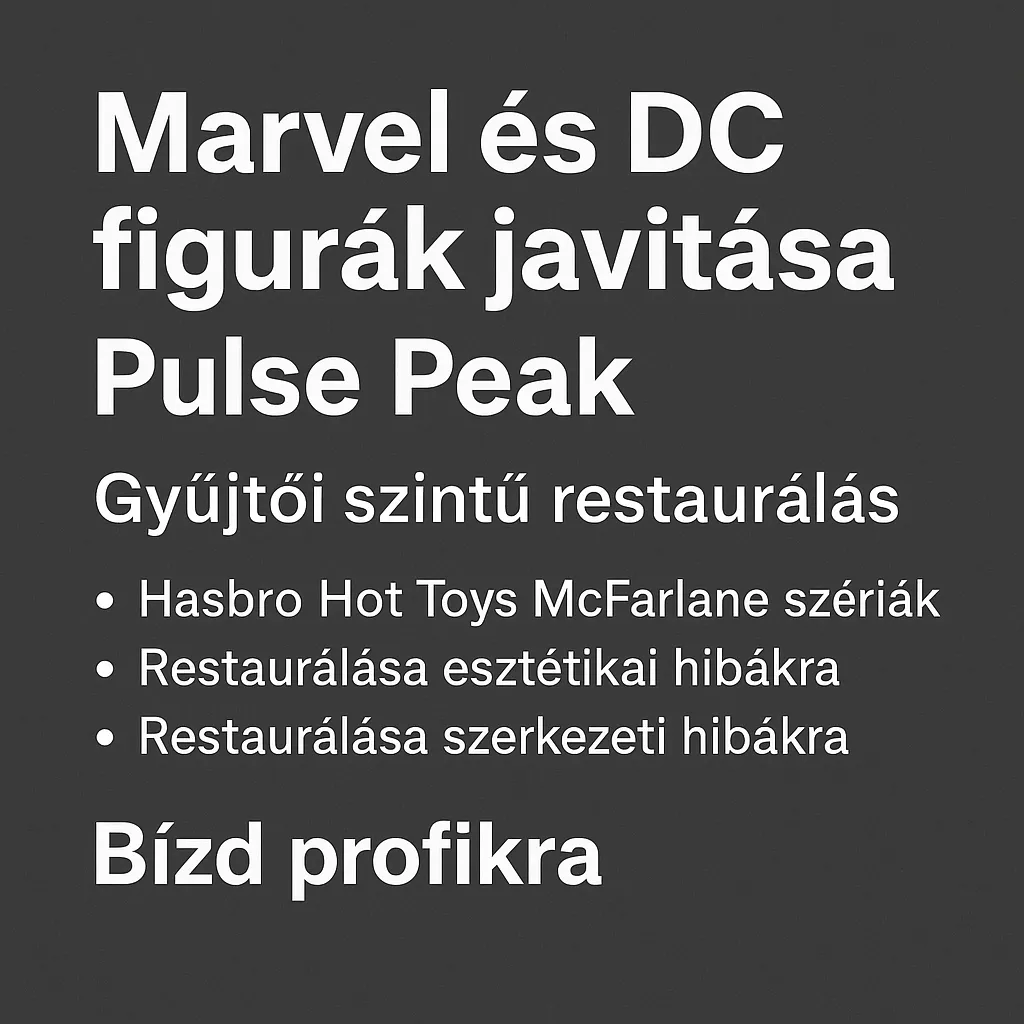 Marvel és DC
figurák javitása
Pulse Peak
Gyűjtői szintű restaurálás
• Hasbro Hot Toys McFarlane szériák
• Restaurálása esztétikai hibákra
• Restaurálása szerkezeti hibákra
Bízd profikra